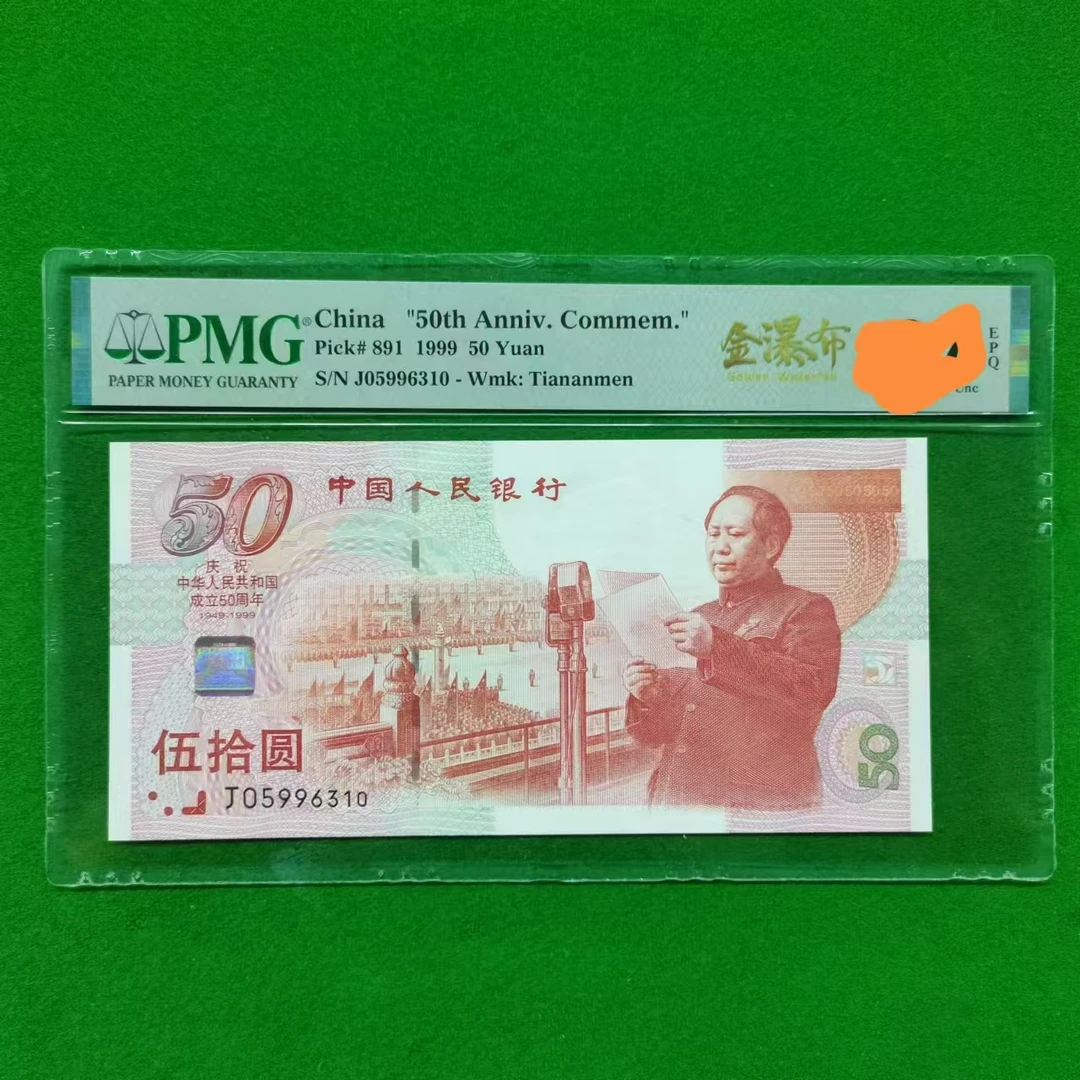 PMG®
PAPER MONEY GUARANTY
China "50th Anniv. Commem."
Pick# 891 1999 50 Yuan
S/N J05996310 - Wmk: Tiananmen
金瀑布
Golden Waterfall
EPQ
Unc
50
中国人民银行
庆祝
中华人民共和国
成立50周年
1949-1999
伍拾圆
J05996310
50